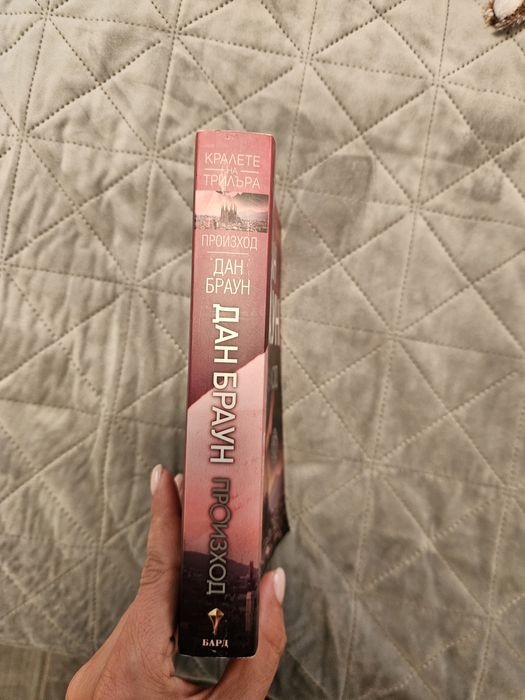 КРАЛЕТЕ
НА
ТРИЛЪРА
ПРОИЗХОД
ДАН
БРАУН
ДАН БРАУН ПРОИЗХОД
БАРД